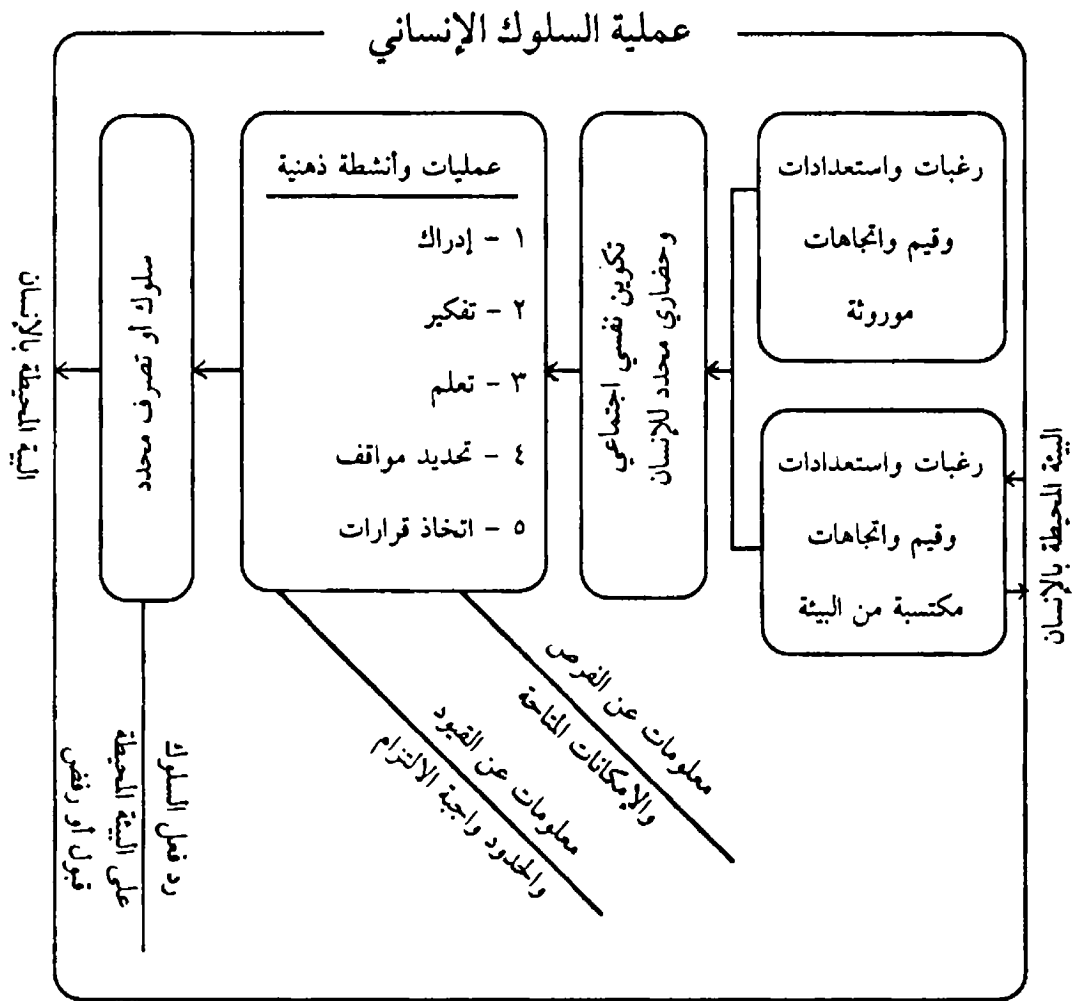 عملية السلوك الإنساني
رغبات واستعدادات
وقيم واتجاهات
موروثة
رغبات واستعدادات
وقيم واتجاهات
مكتسبة من البيئة
البيئة المحيطة بالإنسان
تكوين نفسي اجتماعي
وحضاري محدد للإنسان
عمليات وأنشطة ذهنية
١ - إدراك
٢ - تفكير
٣ - تعلم
٤ - تحديد مواقف
٥ - اتخاذ قرارات
معلومات عن الفرص
والإمكانات المتاحة
معلومات عن القيود
والحدود واجبة الالتزام
سلوك أو تصرف محدد
رد فعل السلوك
على البيئة المحيطة
قبول أو رفض
البية المحيطة بالإنسان